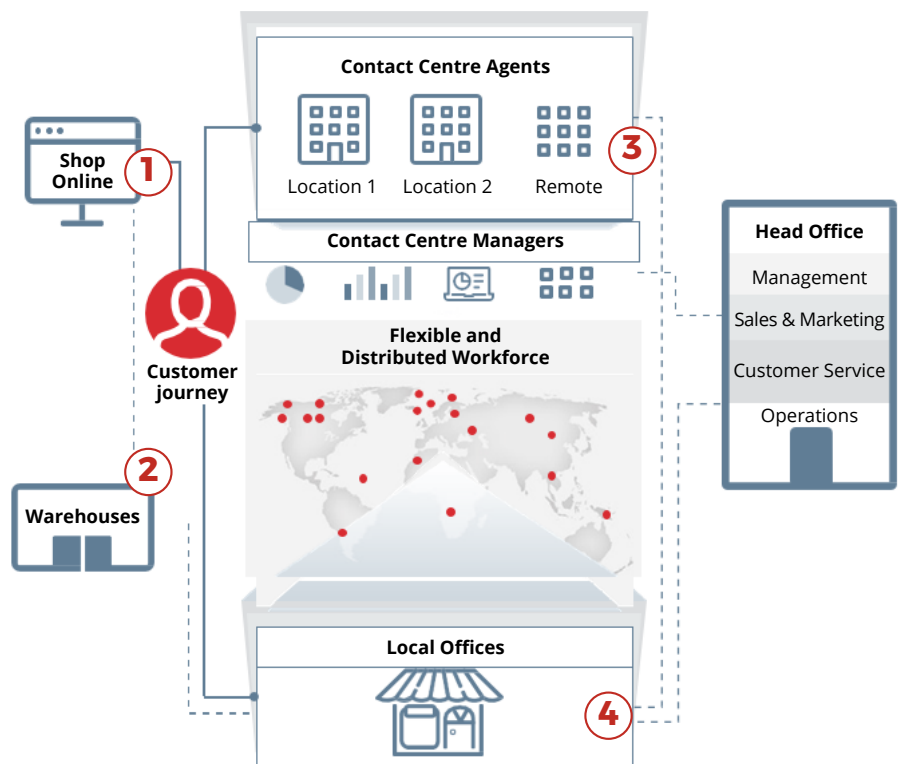 Contact Centre Agents
Location 1
Location 2
Remote
3
Shop
Online
1
Contact Centre Managers
Head Office
Management
Sales & Marketing
Customer Service
Operations
Flexible and
Distributed Workforce
Customer
journey
2
Warehouses
Local Offices
4